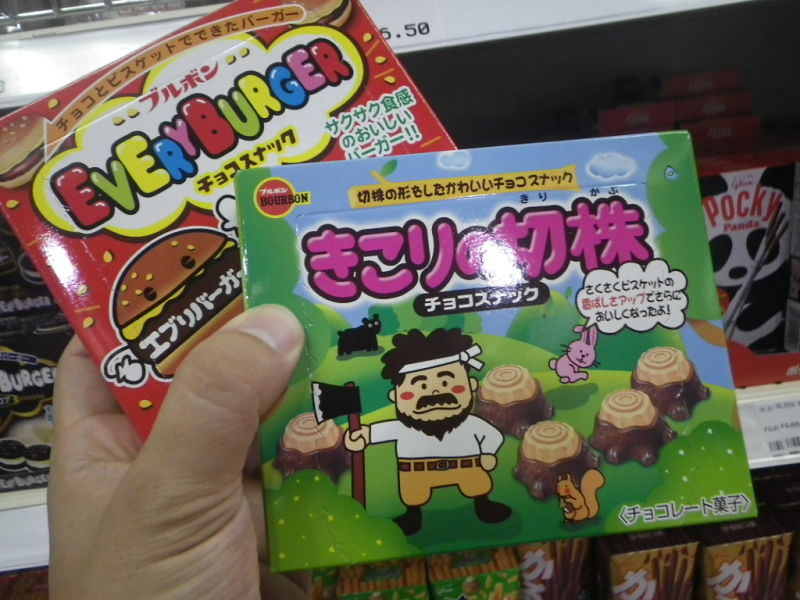 5.50
チョコとビスケットでできたバーガー
ブルボン
EVERYBURGER
チョコスナック
サクサク食感
のおいしい
バーガー!!
エブリバーガー
ブルボン
BOURBON
切株の形をしたかわいいチョコスナック
きり かぶ
きこりの切株
チョコスナック
さくさくビスケットの
香ばしさアップでさらに
おいしくなったよ!
〈チョコレート菓子〉
Glico
POCKY
Panda
BURGER